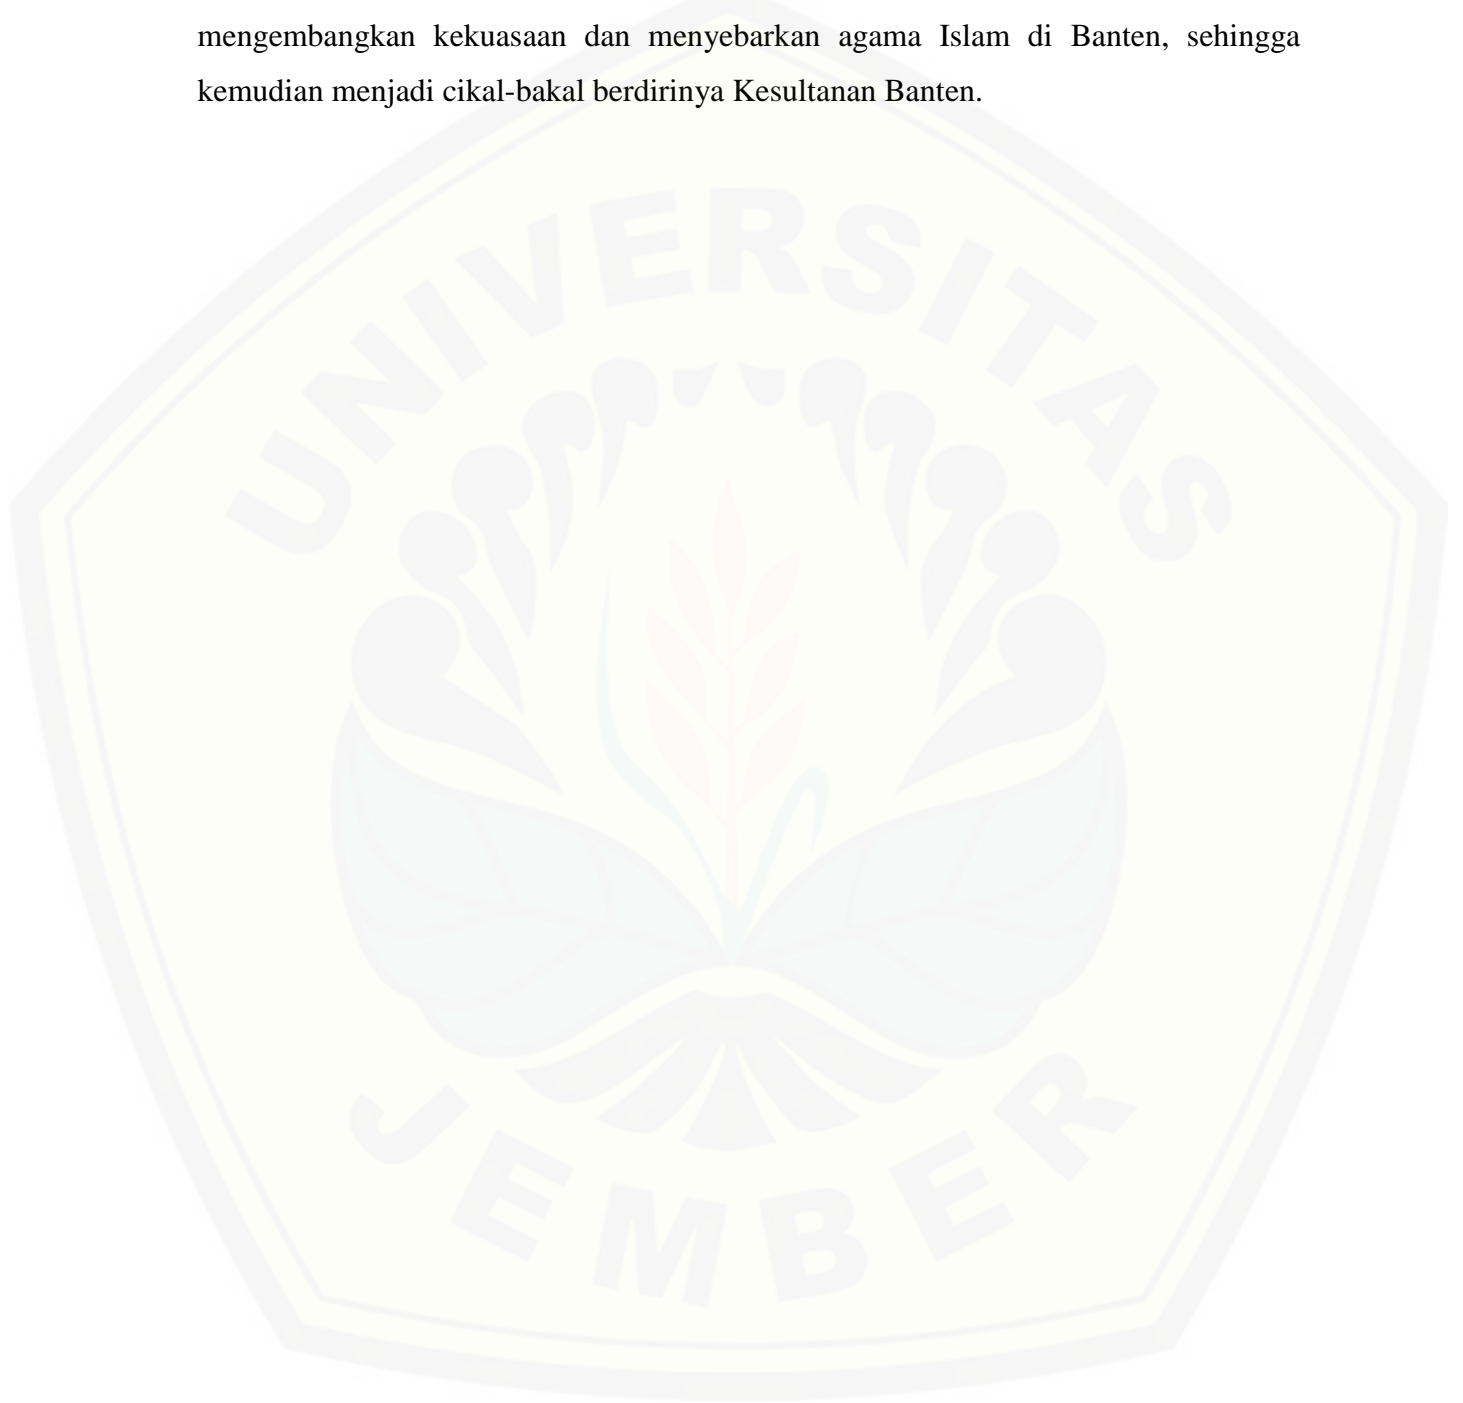 mengembangkan kekuasaan dan menyebarkan agama Islam di Banten, sehingga
kemudian menjadi cikal-bakal berdirinya Kesultanan Banten.
UNIVERSITAS
JEMBER